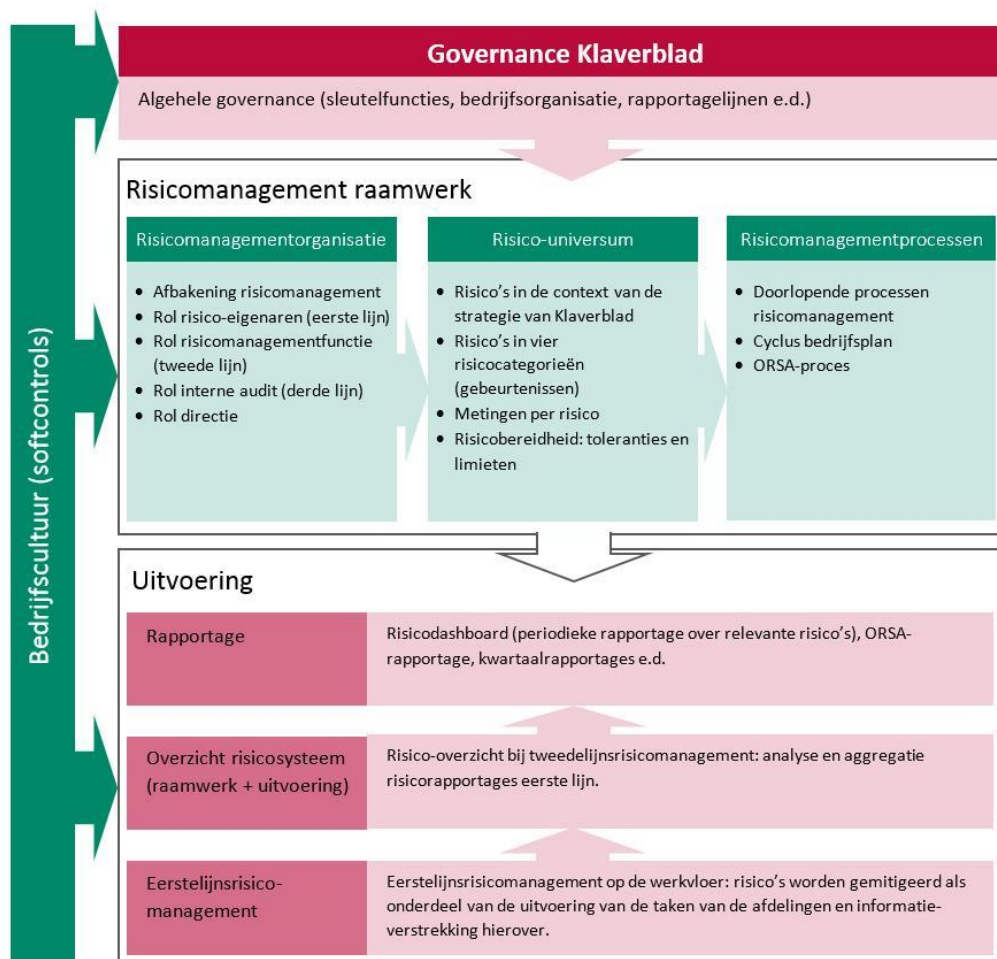 Bedrijfscultuur (softcontrols)
Governance Klaverblad
Algehele governance (sleutelfuncties, bedrijfsorganisatie, rapportagelijnen e.d.)
Risicomanagement raamwerk
Risicomanagementorganisatie
• Afbakening risicomanagement
• Rol risico-eigenaren (eerste lijn)
• Rol risicomanagementfunctie
(tweede lijn)
• Rol interne audit (derde lijn)
• Rol directie
Risico-universum
• Risico’s in de context van de
strategie van Klaverblad
• Risico’s in vier
risicocategorieën
(gebeurtenissen)
• Metingen per risico
• Risicobereidheid: toleranties en
limieten
Risicomanagementprocessen
• Doorlopende processen
risicomanagement
• Cyclus bedrijfsplan
• ORSA-proces
Uitvoering
Rapportage
Risicodashboard (periodieke rapportage over relevante risico’s), ORSA-
rapportage, kwartaalrapportages e.d.
Overzicht risicosysteem
(raamwerk + uitvoering)
Risico-overzicht bij tweedelijnsrisicomanagement: analyse en aggregatie
risicorapportages eerste lijn.
Eerstelijnsrisico-
management
Eerstelijnsrisicomanagement op de werkvloer: risico’s worden gemitigeerd als
onderdeel van de uitvoering van de taken van de afdelingen en informatie-
verstrekking hierover.